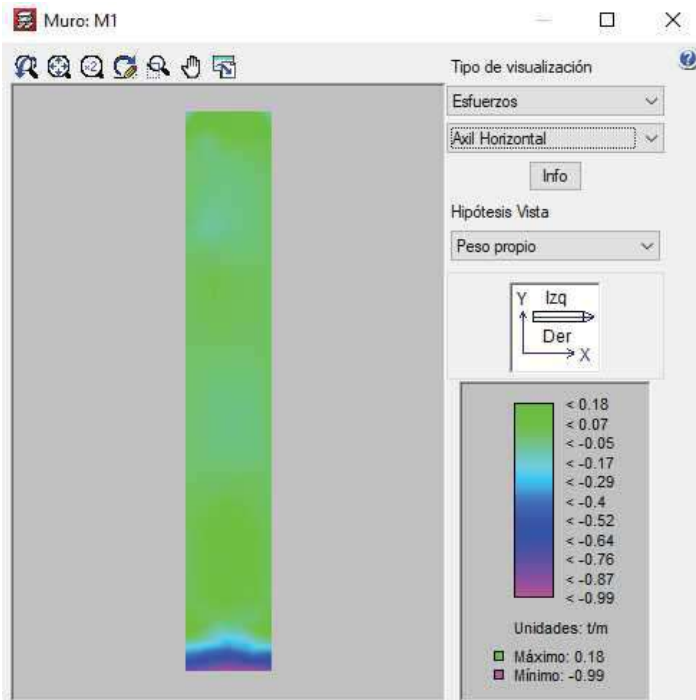 Muro: M1
Tipo de visualización
Esfuerzos
Axil Horizontal
Info
Hipótesis Vista
Peso propio
Y Izq
Der
X
< 0.18
< 0.07
< -0.05
< -0.17
< -0.29
< -0.4
< -0.52
< -0.64
< -0.76
< -0.87
< -0.99
Unidades: t/m
Máximo: 0.18
Mínimo: -0.99